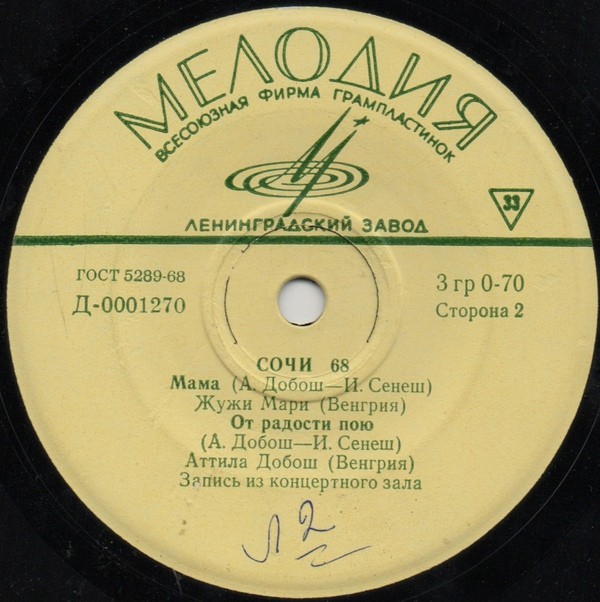 МЕЛОДИЯ
ВСЕСОЮЗНАЯ ФИРМА ГРАМПЛАСТИНОК
33
ЛЕНИНГРАДСКИЙ ЗАВОД
ГОСТ 5289-68
Д-0001270
3 гр 0-70
Сторона 2
СОЧИ 68
Мама (А. Добош—И. Сенеш)
Жужи Мари (Венгрия)
От радости пою
(А. Добош—И. Сенеш)
Аттила Добош (Венгрия)
Запись из концертного зала
л 2